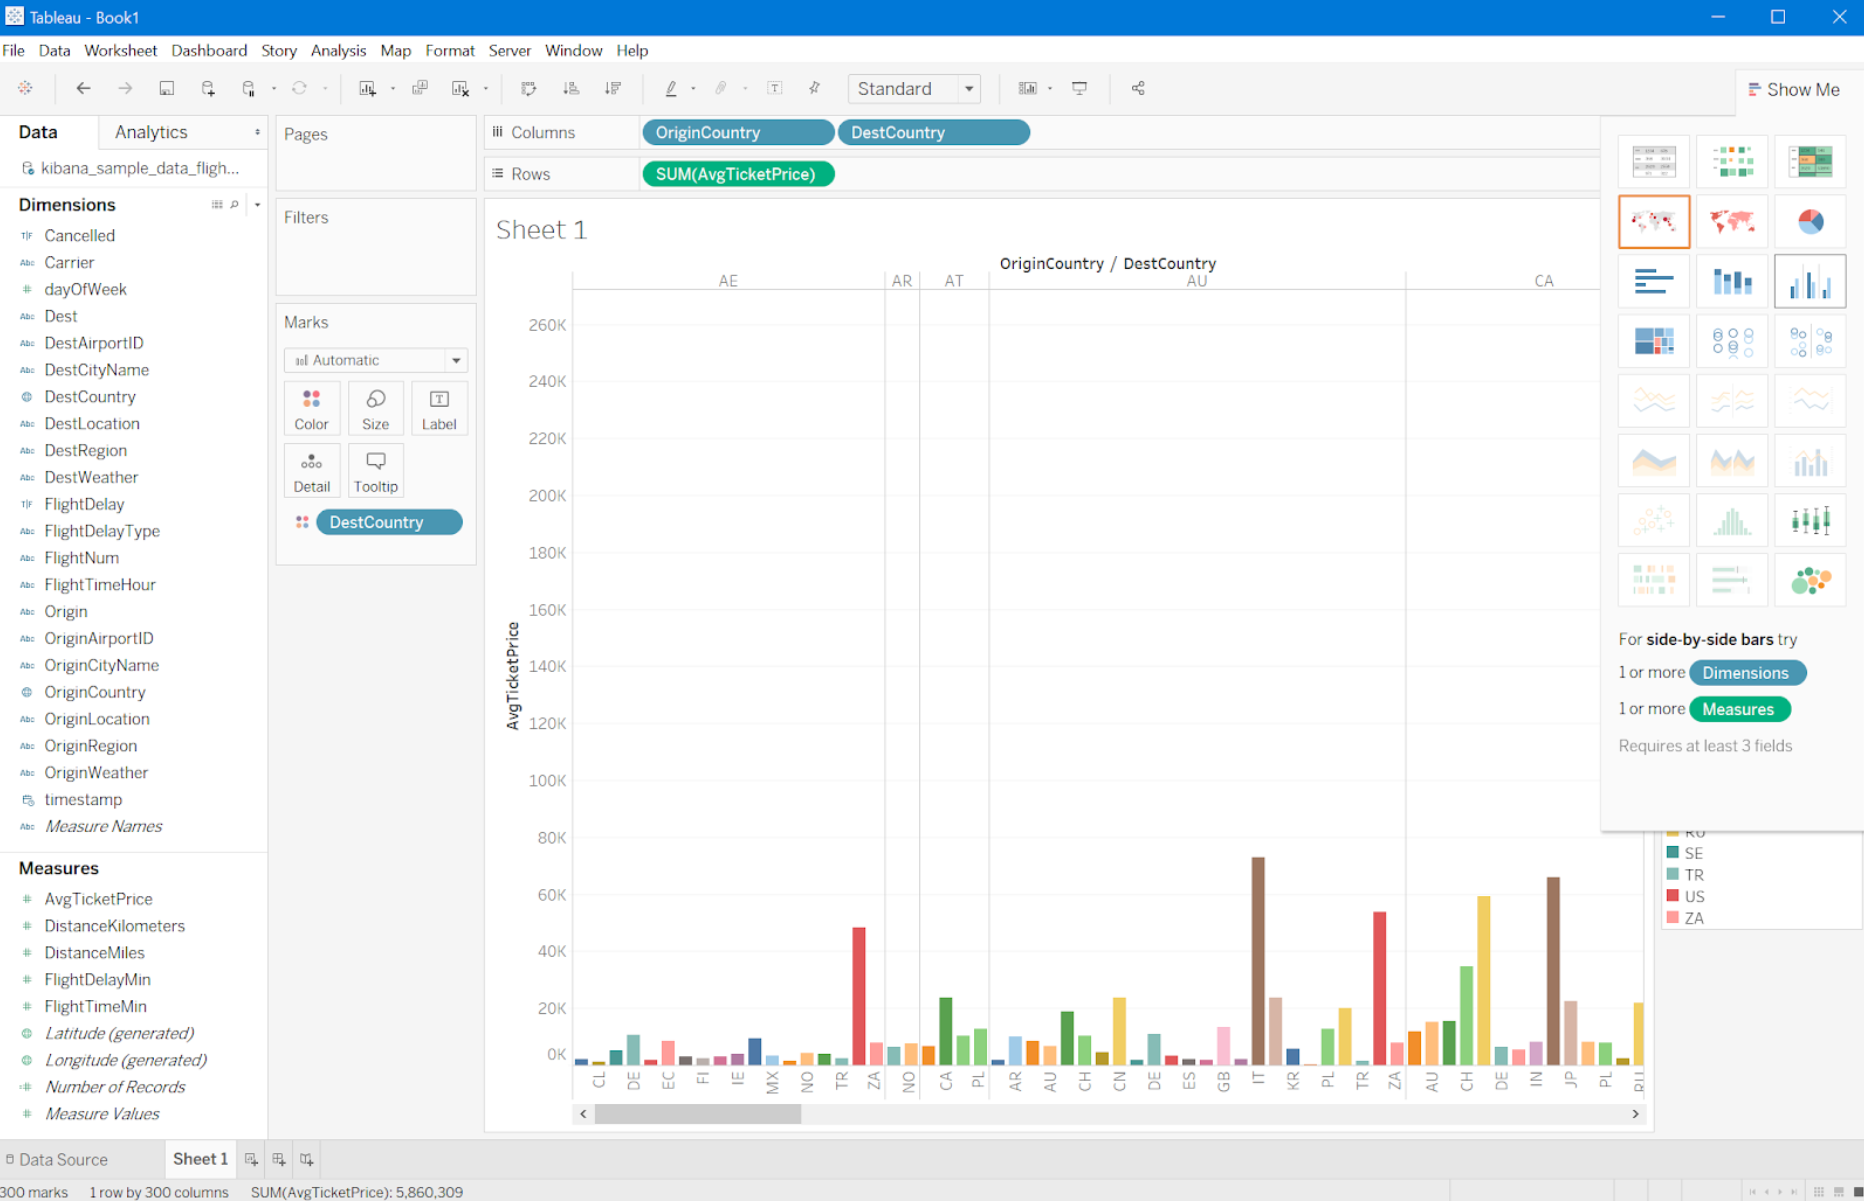 Tableau - Book1
File Data Worksheet Dashboard Story Analysis Map Format Server Window Help
Standard
Show Me
Data Analytics
kibana_sample_data_fligh...
Dimensions
Cancelled
Carrier
dayOfWeek
Dest
DestAirportID
DestCityName
DestCountry
DestLocation
DestRegion
DestWeather
FlightDelay
FlightDelayType
FlightNum
FlightTimeHour
Origin
OriginAirportID
OriginCityName
OriginCountry
OriginLocation
OriginRegion
OriginWeather
timestamp
Measure Names
Measures
AvgTicketPrice
DistanceKilometers
DistanceMiles
FlightDelayMin
FlightTimeMin
Latitude (generated)
Longitude (generated)
Number of Records
Measure Values
Pages
Filters
Marks
Automatic
Color Size Label
Detail Tooltip
DestCountry
Columns OriginCountry DestCountry
Rows SUM(AvgTicketPrice)
Sheet 1
OriginCountry / DestCountry
AE AR AT AU CA
260K
240K
220K
200K
180K
160K
140K
120K
100K
80K
60K
40K
20K
0K
AvgTicketPrice
CL DE EC FI IE MX NO TR ZA NO CA PL AR AU CH CN DE ES GB IT KR PL TR ZA AU CH DE IN JP PL RU
For side-by-side bars try
1 or more Dimensions
1 or more Measures
Requires at least 3 fields
RU
SE
TR
US
ZA
Data Source Sheet 1
300 marks 1 row by 300 columns SUM(AvgTicketPrice): 5,860,309